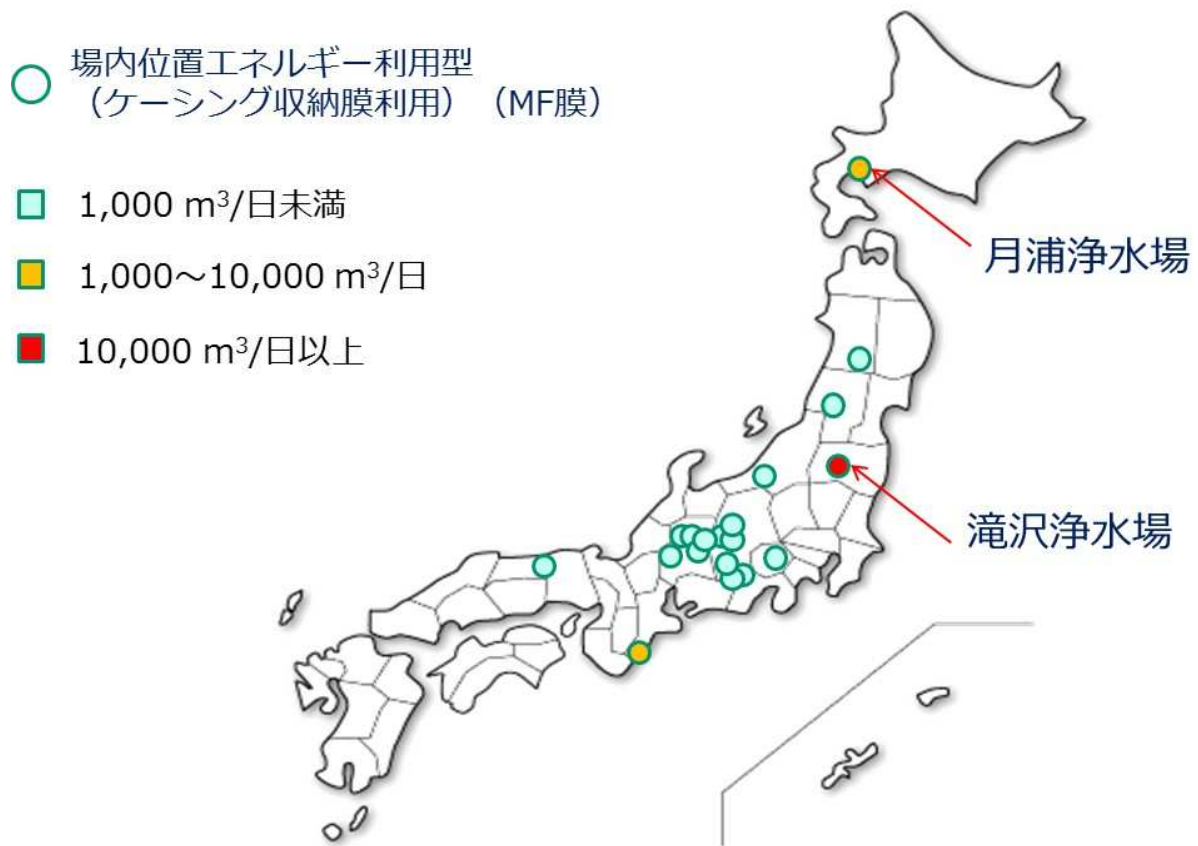 場内位置エネルギー利用型
（ケーシング収納膜利用）（MF膜）
1,000 m³/日未満
1,000～10,000 m³/日
10,000 m³/日以上
月浦浄水場
滝沢浄水場